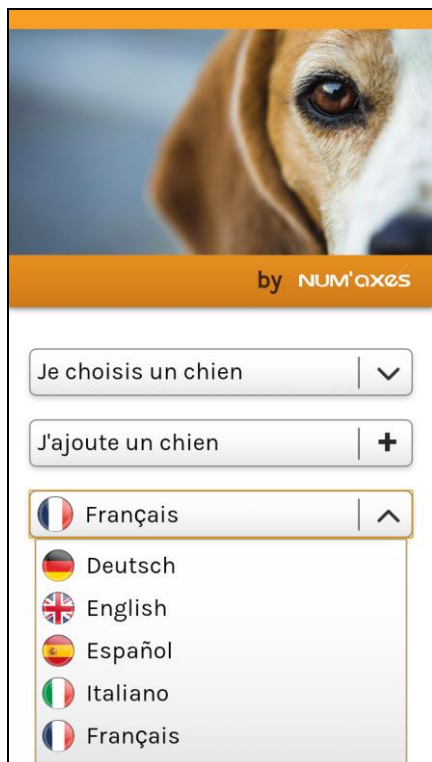 by NUM'axes
Je choisis un chien
J'ajoute un chien
Français
Deutsch
English
Español
Italiano
Français